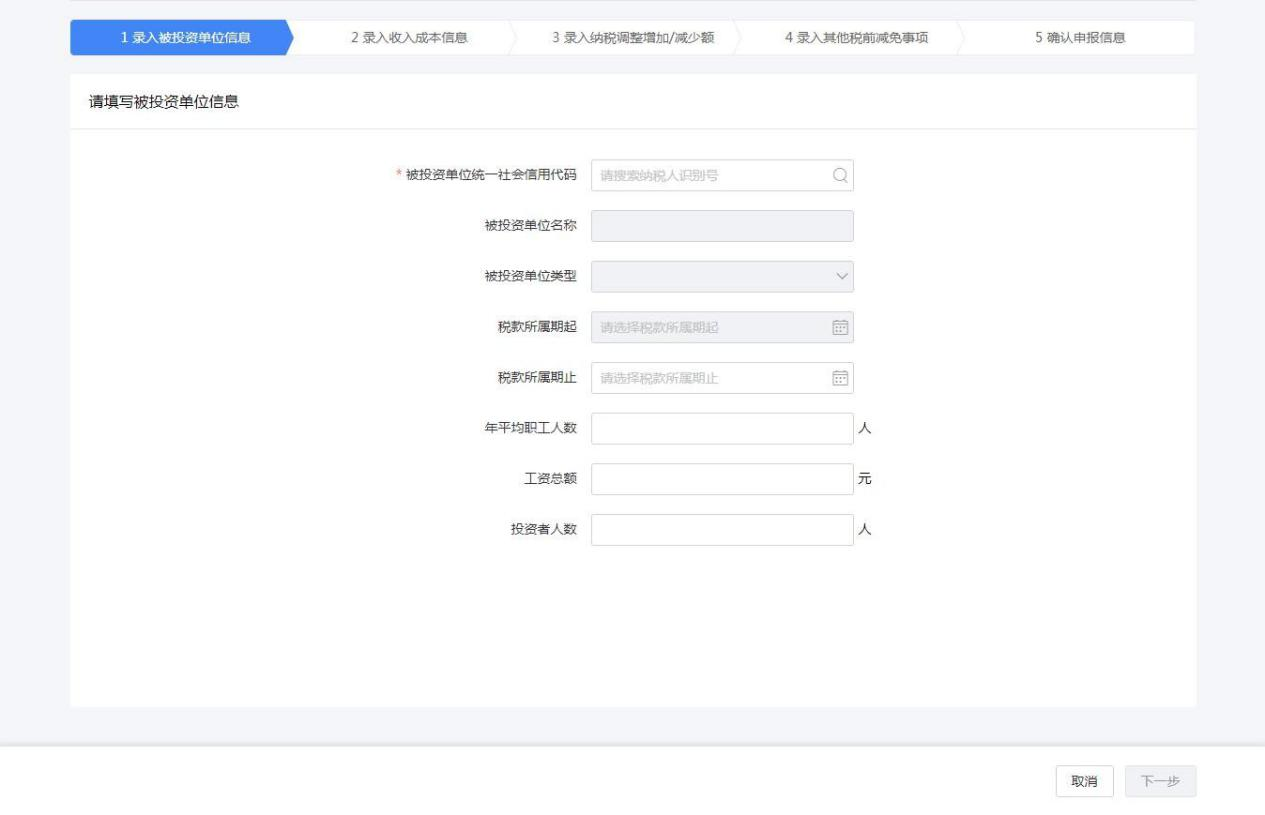 1 录入被投资单位信息 2 录入收入成本信息 3 录入纳税调整增加/减少额 4 录入其他税前减免事项 5 确认申报信息
请填写被投资单位信息
* 被投资单位统一社会信用代码 请搜索纳税人识别号
被投资单位名称
被投资单位类型
税款所属期起 请选择税款所属期起
税款所属期止 请选择税款所属期止
年平均职工人数 人
工资总额 元
投资者人数 人
取消 下一步